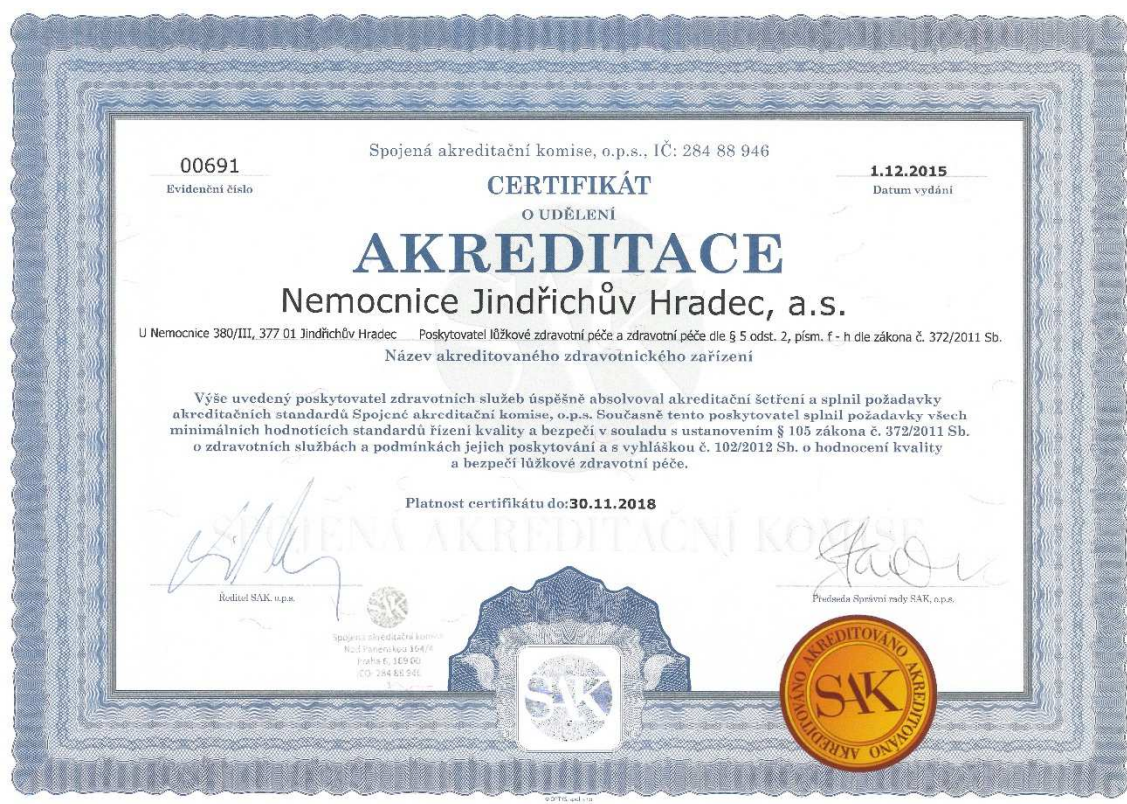 Spojená akreditační komise, o.p.s., IČ: 284 88 946
00691
Evidenční číslo
1.12.2015
Datum vydání
CERTIFIKÁT
O UDĚLENÍ
AKREDITACE
Nemocnice Jindřichův Hradec, a.s.
U Nemocnice 380/III, 377 01 Jindřichův Hradec Poskytovatel lůžkové zdravotní péče a zdravotní péče dle § 5 odst. 2, písm. f - h dle zákona č. 372/2011 Sb.
Název akreditovaného zdravotnického zařízení
Výše uvedený poskytovatel zdravotních služeb úspěšně absolvoval akreditační šetření a splnil požadavky
akreditačních standardů Spojené akreditační komise, o.p.s. Současně tento poskytovatel splnil požadavky všech
minimálních hodnotících standardů řízení kvality a bezpečí v souladu s ustanovením § 105 zákona č. 372/2011 Sb.
o zdravotních službách a podmínkách jejich poskytování a s vyhláškou č. 102/2012 Sb. o hodnocení kvality
a bezpečí lůžkové zdravotní péče.
Platnost certifikátu do:30.11.2018
SPOJENÁ AKREDITAČNÍ KOMISE
Ředitel SAK, o.p.s.
Předseda Správní rady SAK, o.p.s.
Spojená akreditační komise
Praha 6,
SAK
AKREDITOVÁNO AKREDITOVÁNO AKREDITOVÁNO
SAK